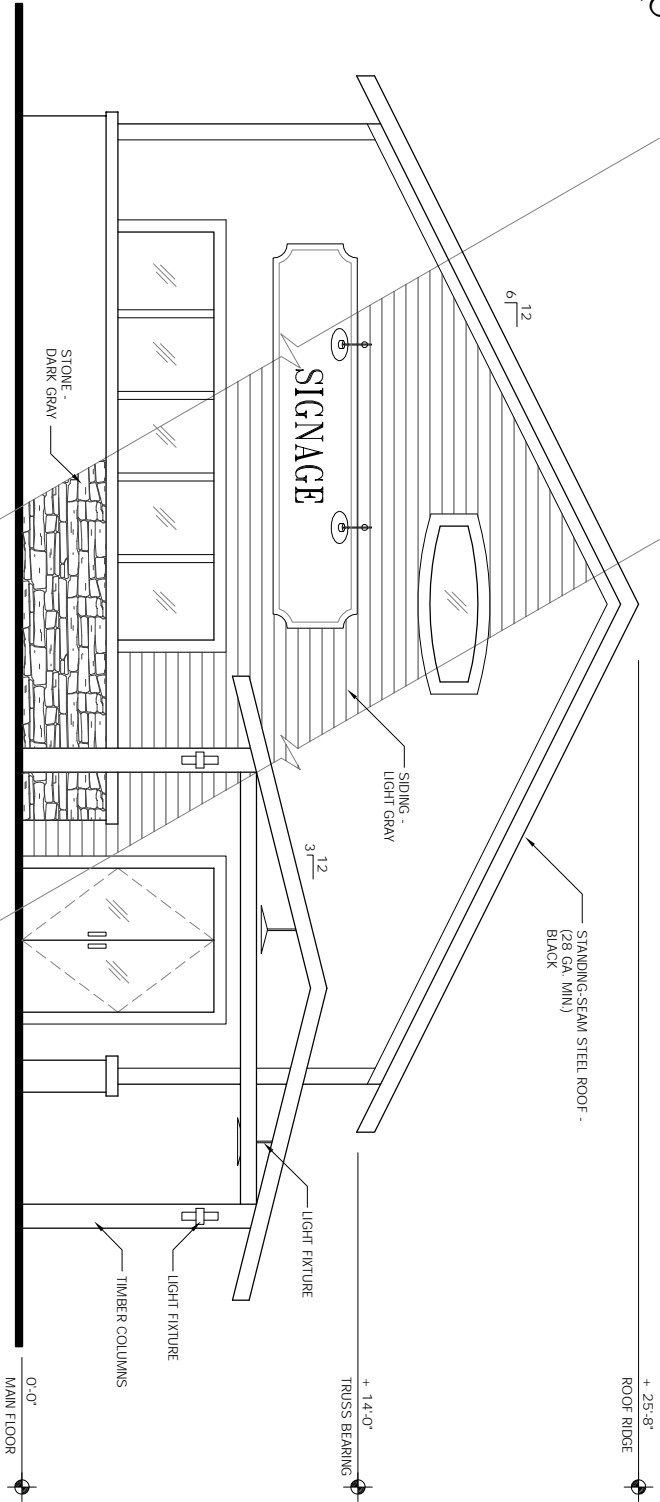 + 25'-8"
ROOF RIDGE
STANDING-SEAM STEEL ROOF -
(28 GA. MIN.)
BLACK
12
6
SIDING -
LIGHT GRAY
+ 14'-0"
TRUSS BEARING
12
3
SIGNAGE
LIGHT FIXTURE
LIGHT FIXTURE
TIMBER COLUMNS
STONE -
DARK GRAY
0'-0"
MAIN FLOOR